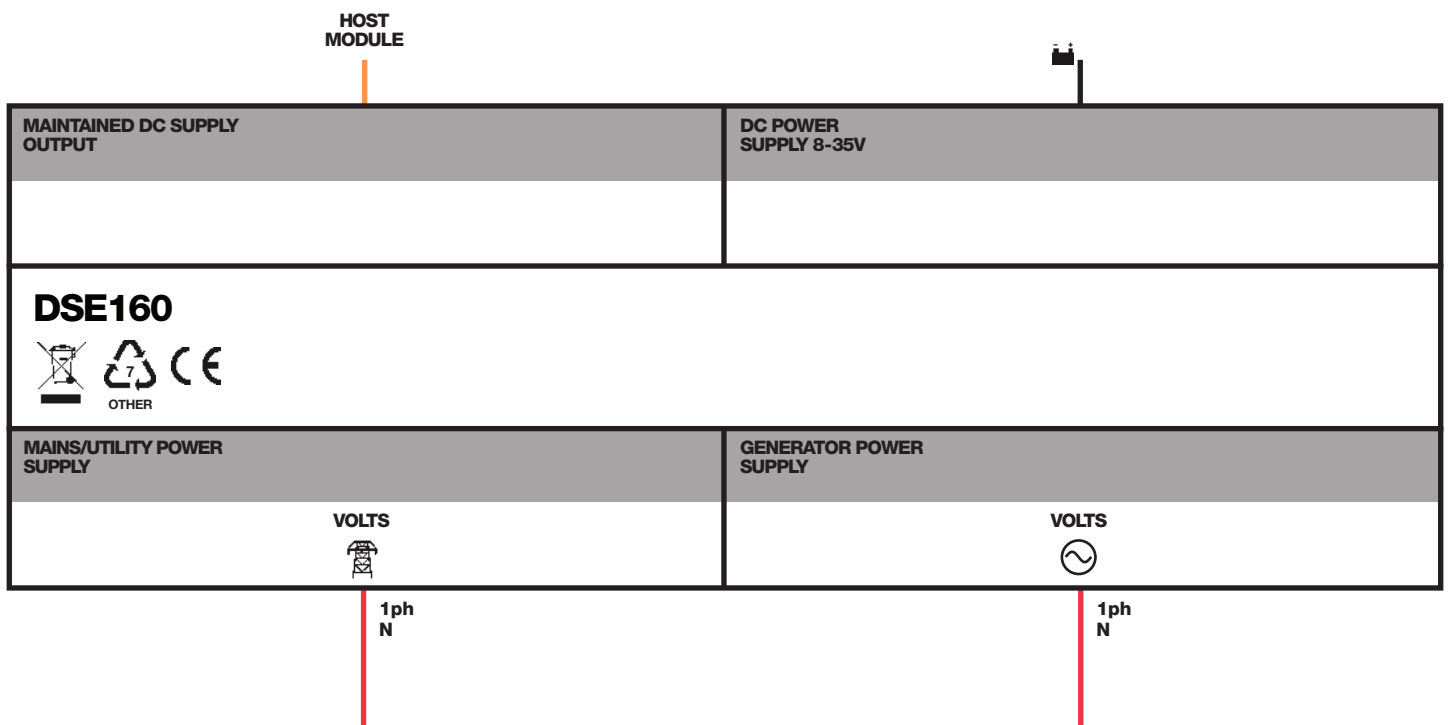 HOST
MODULE
- +
MAINTAINED DC SUPPLY
OUTPUT
DC POWER
SUPPLY 8-35V
DSE160
7
CE
OTHER
MAINS/UTILITY POWER
SUPPLY
GENERATOR POWER
SUPPLY
VOLTS
VOLTS
1ph
N
1ph
N